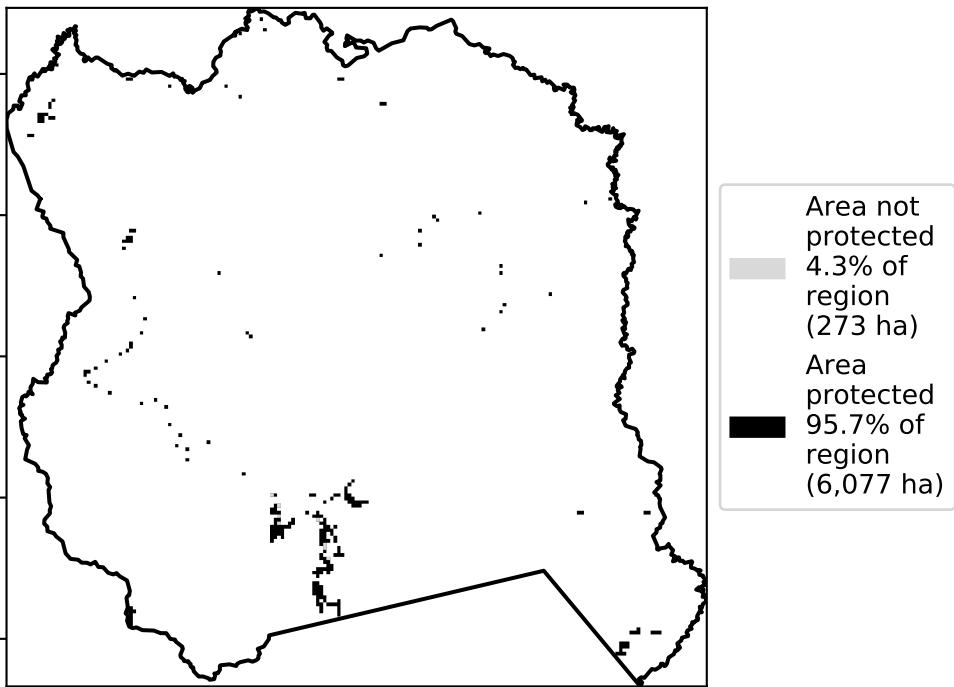 Area not
protected
4.3% of
region
(273 ha)
Area
protected
95.7% of
region
(6,077 ha)